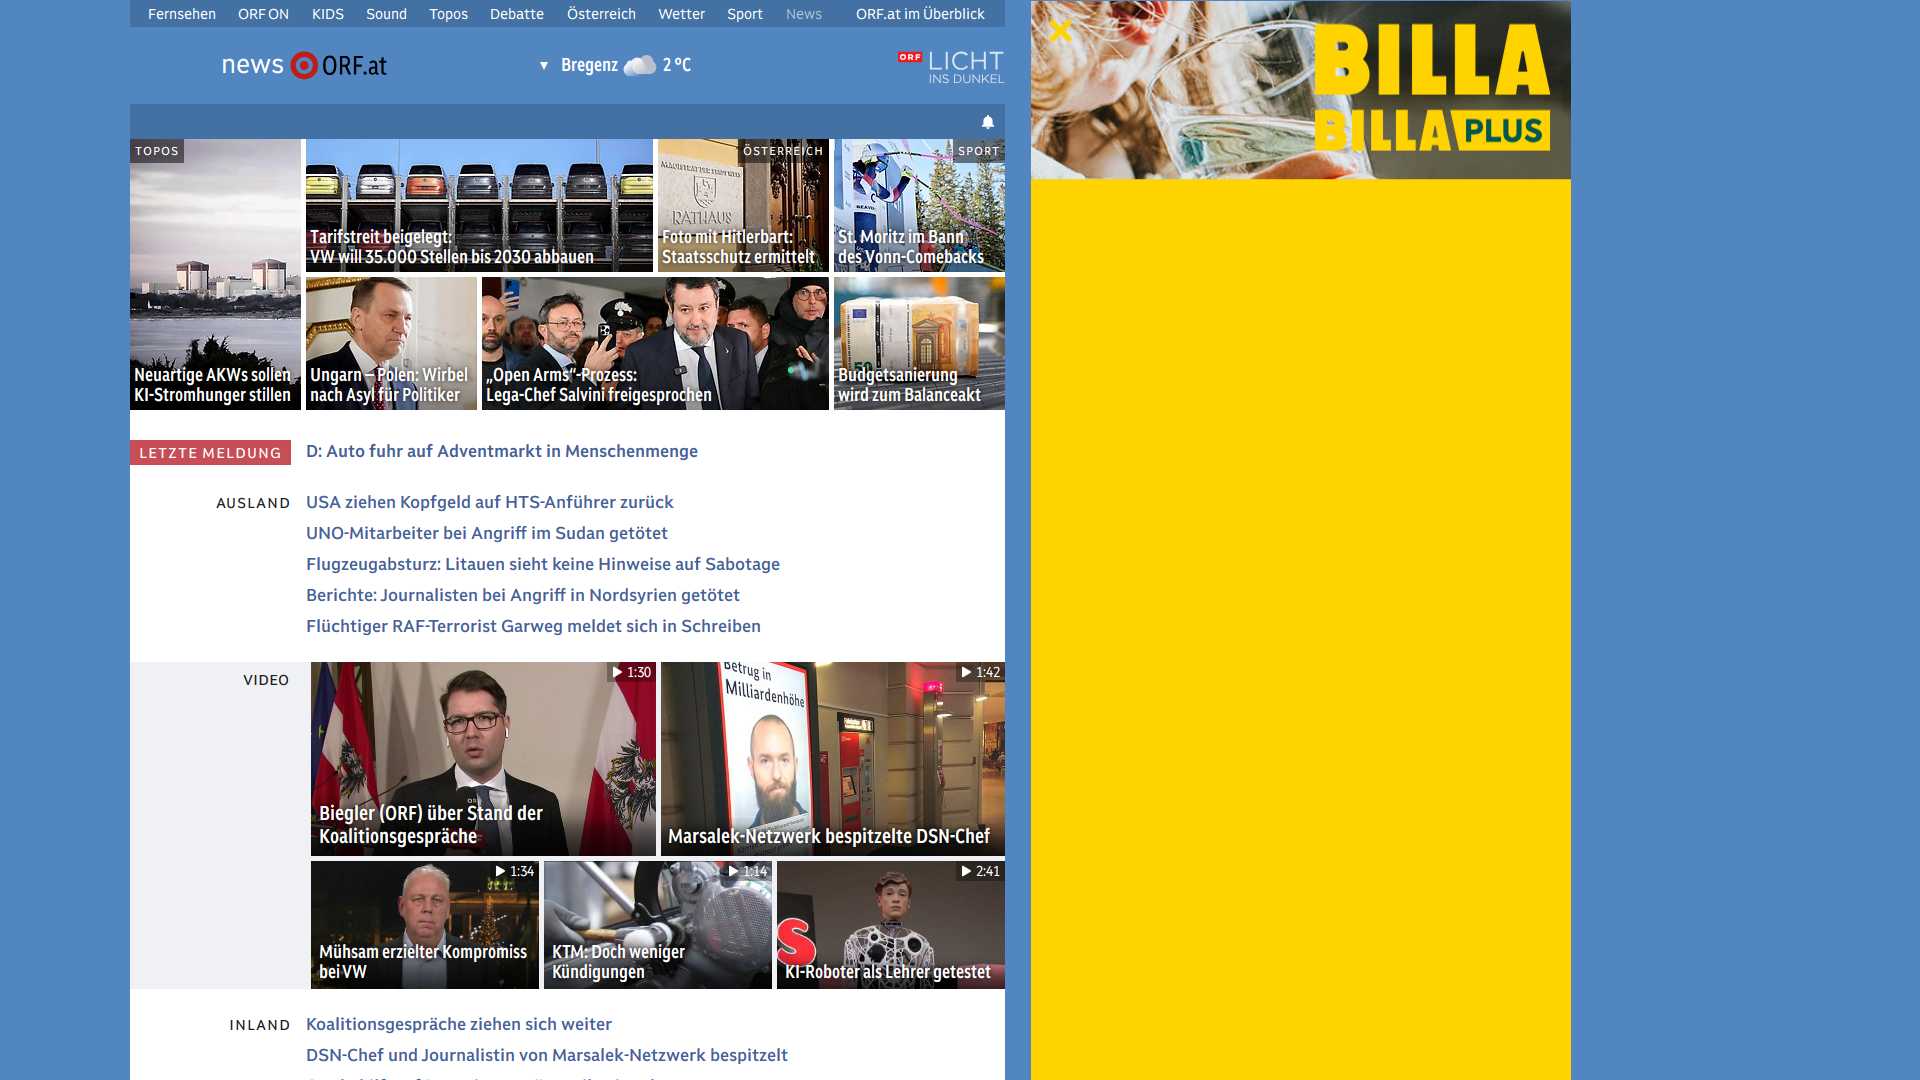 Fernsehen ORF ON KIDS Sound Topos Debatte Österreich Wetter Sport News ORF.at im Überblick
news ORF.at
▼ Bregenz 2 °C
ORF LICHT
INS DUNKEL
TOPOS
Neuartige AKWs sollen
KI-Stromhunger stillen
Tarifstreit beigelegt:
VW will 35.000 Stellen bis 2030 abbauen
ÖSTERREICH
RATHAUS
Foto mit Hitlerbart:
Staatsschutz ermittelt
SPORT
St. Moritz im Bann
des Vonn-Comebacks
Ungarn – Polen: Wirbel
nach Asyl für Politiker
„Open Arms“-Prozess:
Lega-Chef Salvini freigesprochen
50
Budgetsanierung
wird zum Balanceakt
LETZTE MELDUNG
D: Auto fuhr auf Adventmarkt in Menschenmenge
AUSLAND
USA ziehen Kopfgeld auf HTS-Anführer zurück
UNO-Mitarbeiter bei Angriff im Sudan getötet
Flugzeugabsturz: Litauen sieht keine Hinweise auf Sabotage
Berichte: Journalisten bei Angriff in Nordsyrien getötet
Flüchtiger RAF-Terrorist Garweg meldet sich in Schreiben
VIDEO
1:30
Biegler (ORF) über Stand der
Koalitionsgespräche
1:42
Betrug in
Milliardenhöhe
Marsalek-Netzwerk bespitzelte DSN-Chef
1:34
Mühsam erzielter Kompromiss
bei VW
1:14
KTM: Doch weniger
Kündigungen
2:41
S
KI-Roboter als Lehrer getestet
INLAND
Koalitionsgespräche ziehen sich weiter
DSN-Chef und Journalistin von Marsalek-Netzwerk bespitzelt
BILLA
BILLA PLUS